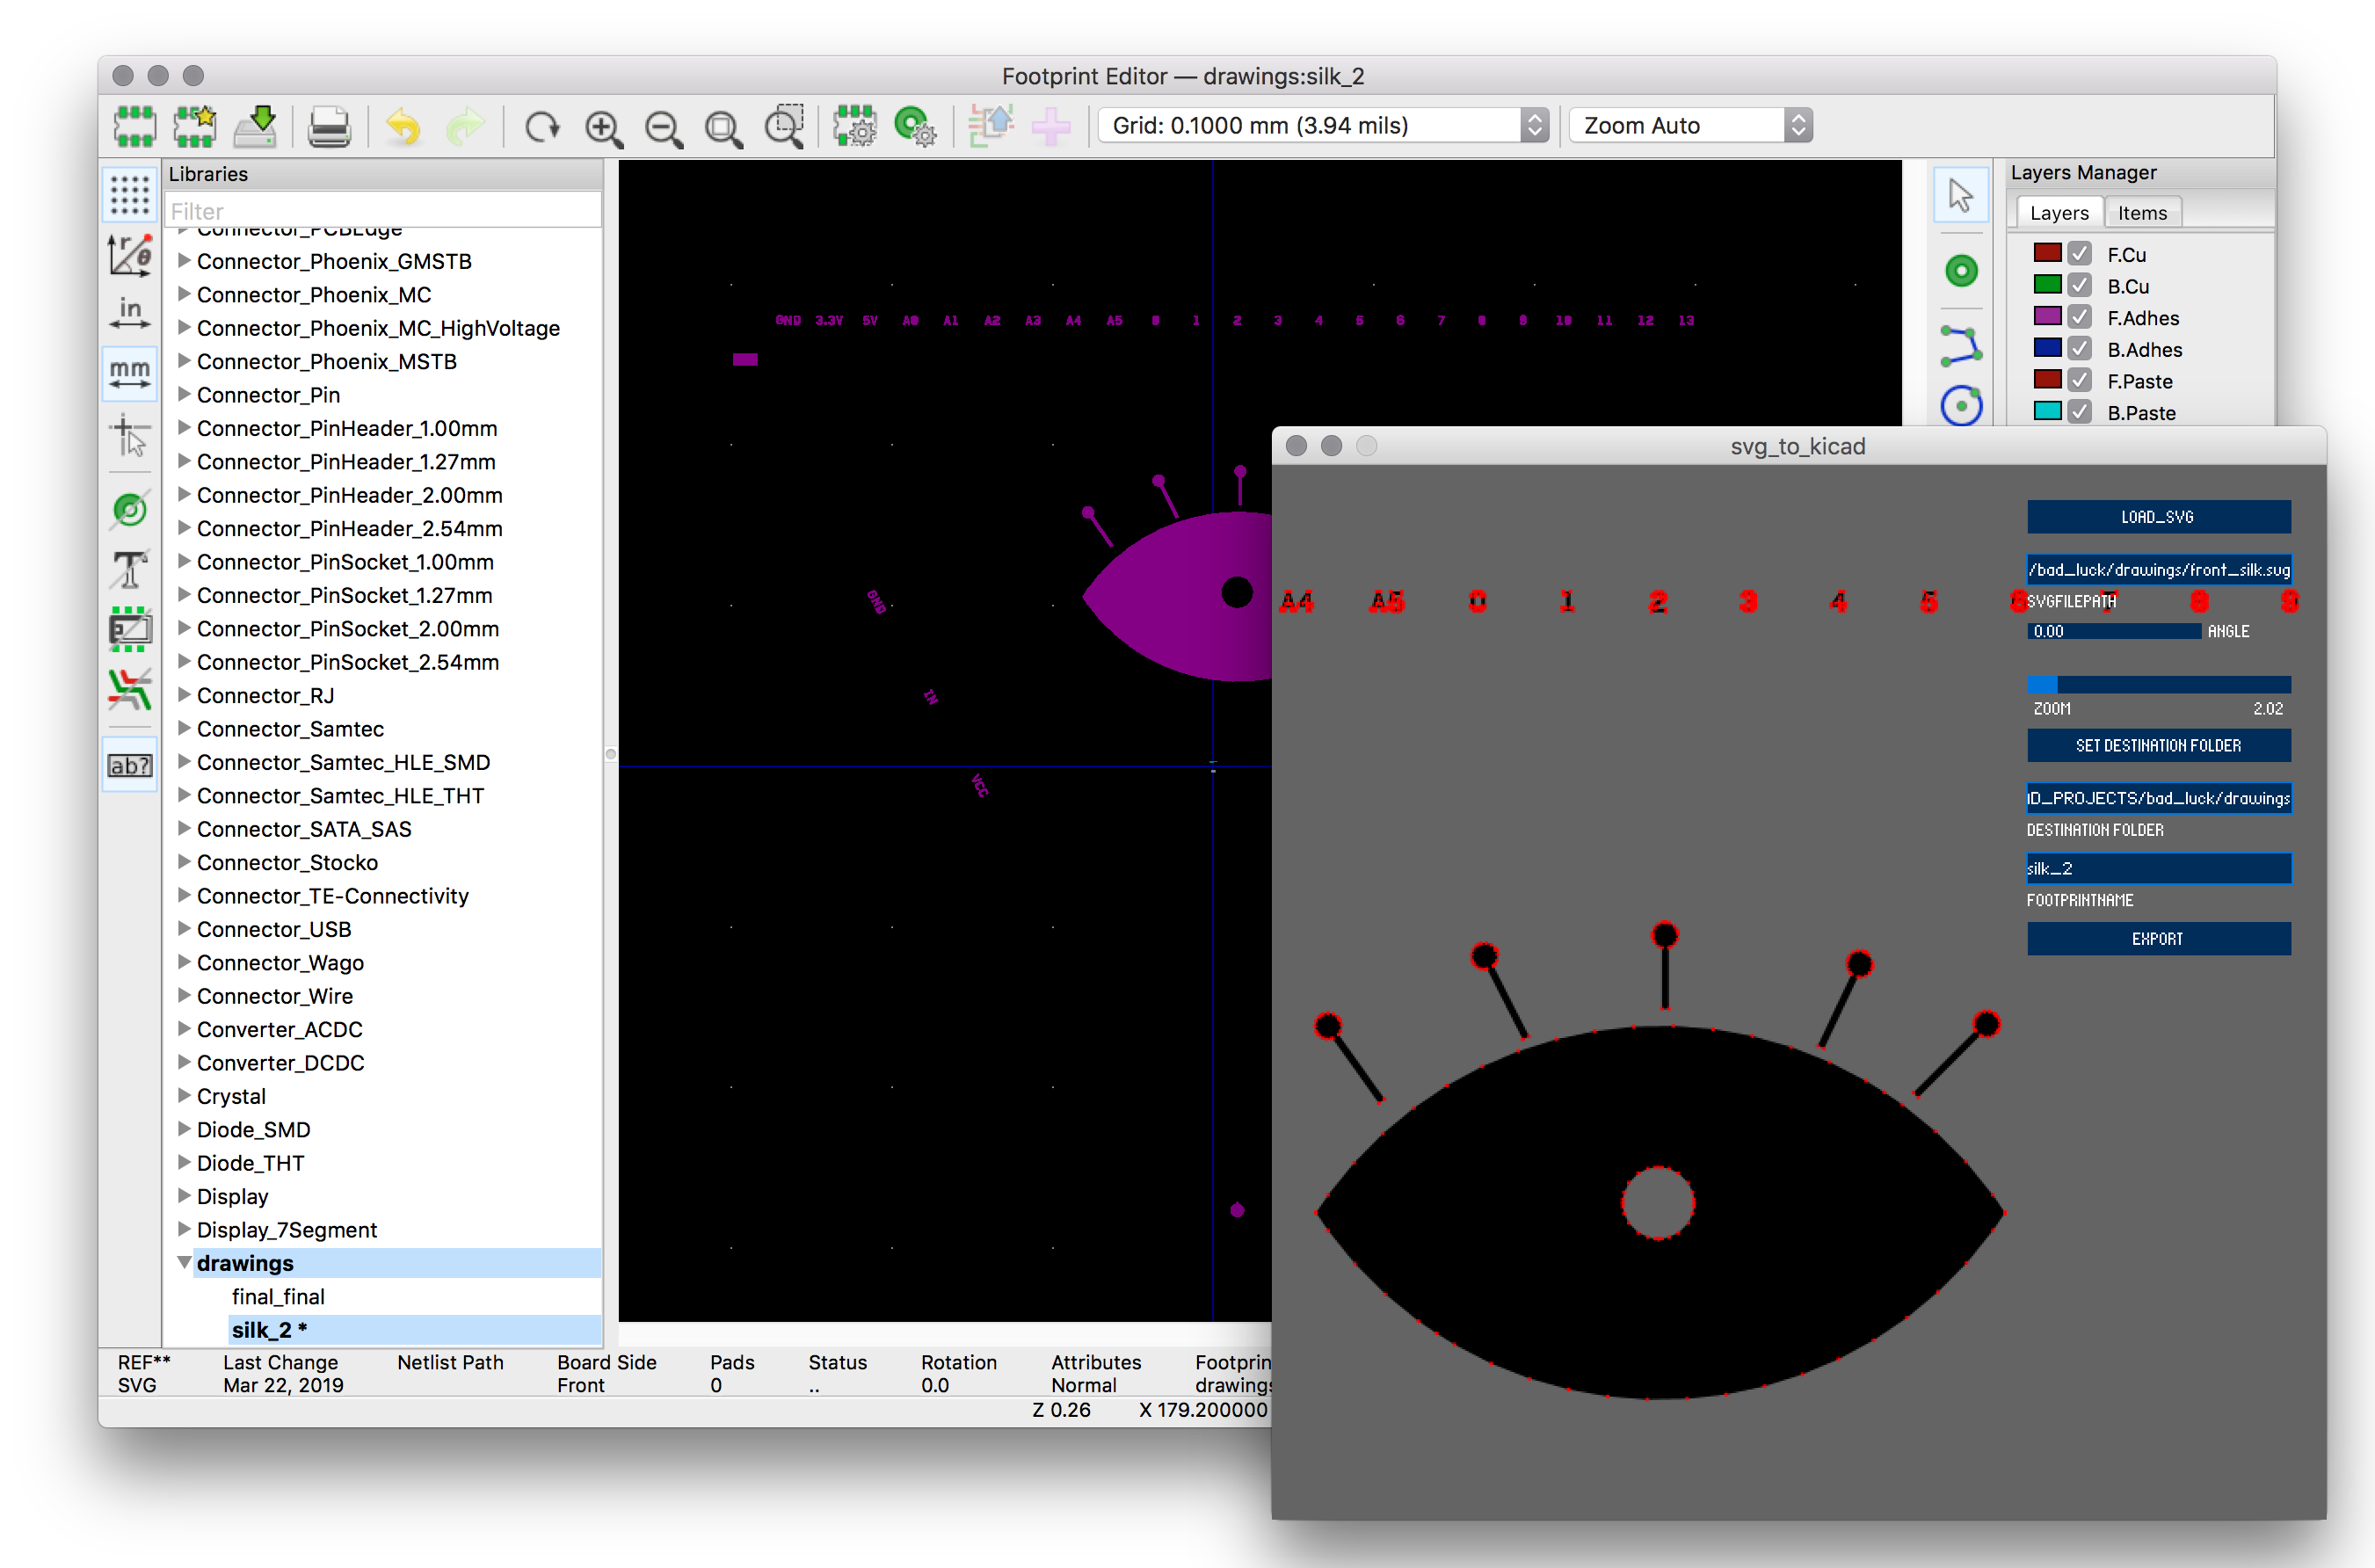 Footprint Editor — drawings:silk_2
Grid: 0.1000 mm (3.94 mils)
Zoom Auto
in
mm
ab?
Libraries
Filter
Connector_PCBEdge
Connector_Phoenix_GMSTB
Connector_Phoenix_MC
Connector_Phoenix_MC_HighVoltage
Connector_Phoenix_MSTB
Connector_Pin
Connector_PinHeader_1.00mm
Connector_PinHeader_1.27mm
Connector_PinHeader_2.00mm
Connector_PinHeader_2.54mm
Connector_PinSocket_1.00mm
Connector_PinSocket_1.27mm
Connector_PinSocket_2.00mm
Connector_PinSocket_2.54mm
Connector_RJ
Connector_Samtec
Connector_Samtec_HLE_SMD
Connector_Samtec_HLE_THT
Connector_SATA_SAS
Connector_Stocko
Connector_TE-Connectivity
Connector_USB
Connector_Wago
Connector_Wire
Converter_ACDC
Converter_DCDC
Crystal
Diode_SMD
Diode_THT
Display
Display_7Segment
drawings
final_final
silk_2 *
GND 3.3V 5V A0 A1 A2 A3 A4 A5 0 1 2 3 4 5 6 7 8 9 10 11 12 13
GND
IN
VCC
Layers Manager
Layers Items
F.Cu
B.Cu
F.Adhes
B.Adhes
F.Paste
B.Paste
svg_to_kicad
LOAD_SVG
/bad_luck/drawings/front_silk.svg
A4 A5 0 1 2 3 4 5 6 7 8 9
SVGFILEPATH
0.00 ANGLE
ZOOM 2.02
SET DESTINATION FOLDER
ID_PROJECTS/bad_luck/drawings
DESTINATION FOLDER
silk_2
FOOTPRINTNAME
EXPORT
REF** Last Change Netlist Path Board Side Pads Status Rotation Attributes Footprin
SVG Mar 22, 2019 Front 0 .. 0.0 Normal drawings
Z 0.26 X 179.200000